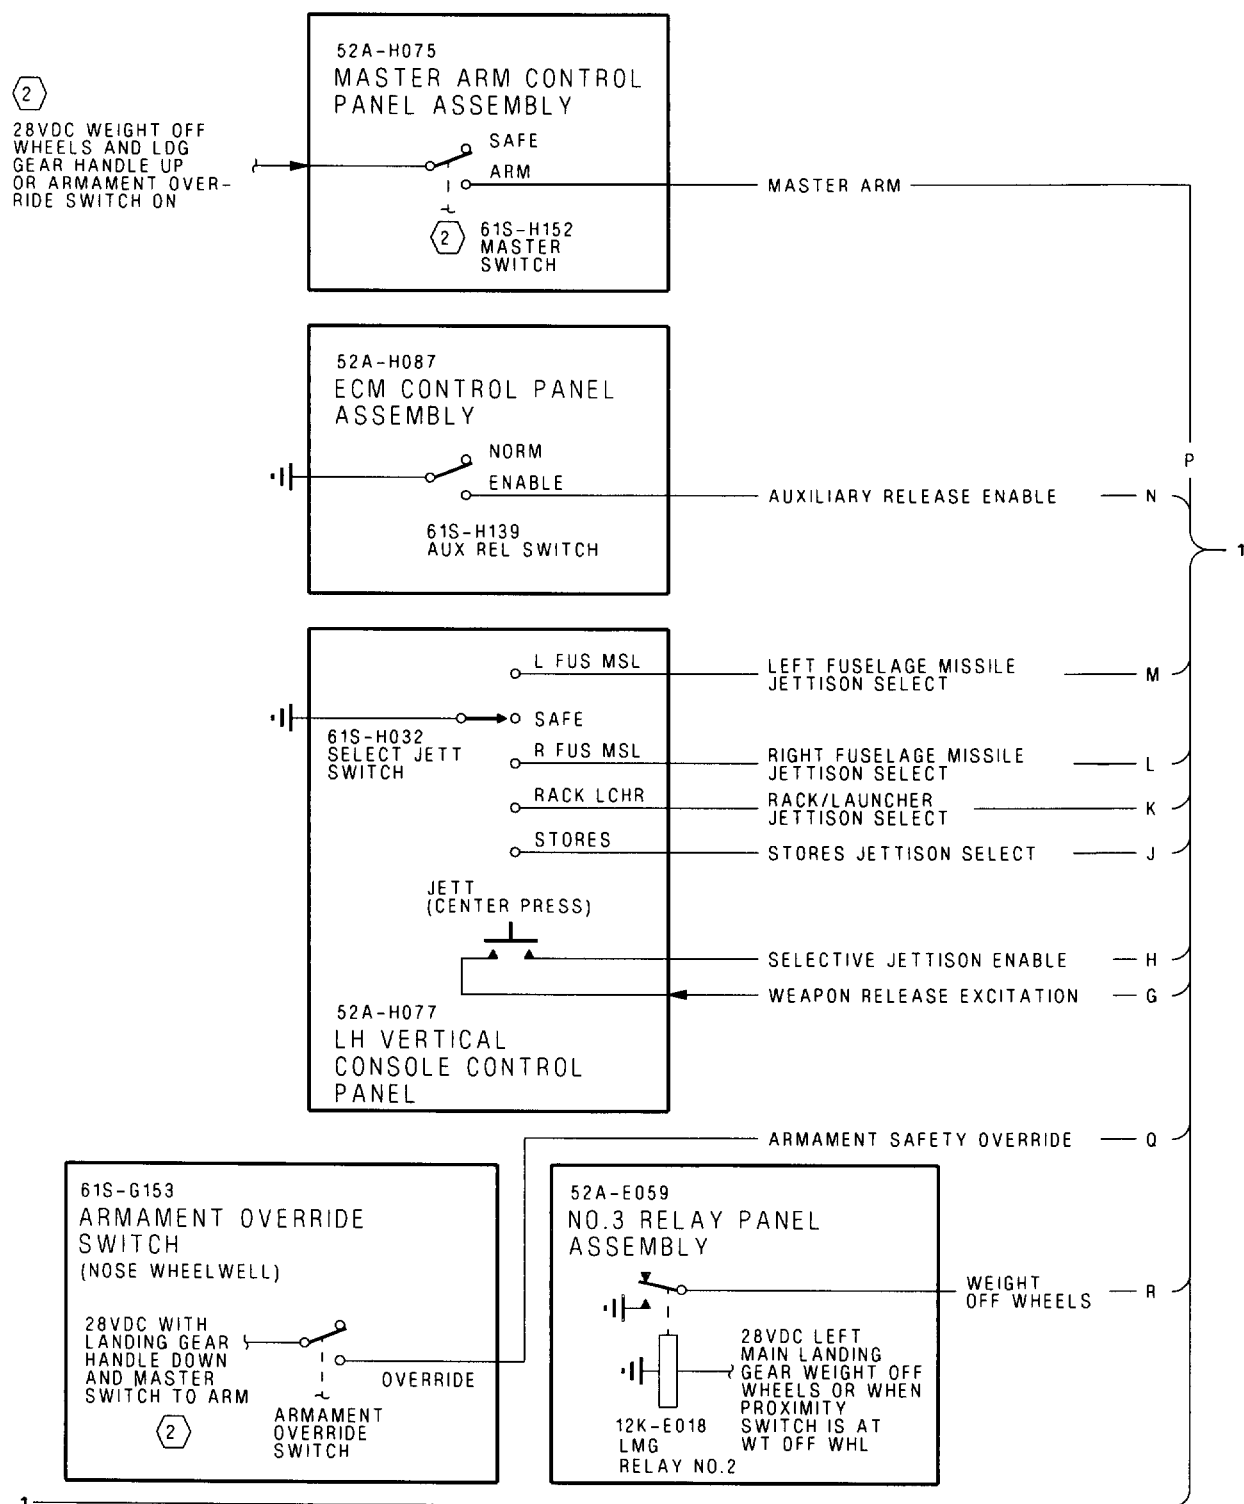 52A-H075
MASTER ARM CONTROL
PANEL ASSEMBLY
2
28VDC WEIGHT OFF
WHEELS AND LDG
GEAR HANDLE UP
OR ARMAMENT OVER-
RIDE SWITCH ON
SAFE
ARM
MASTER ARM
2
61S-H152
MASTER
SWITCH
52A-H087
ECM CONTROL PANEL
ASSEMBLY
NORM
ENABLE
AUXILIARY RELEASE ENABLE
N
P
61S-H139
AUX REL SWITCH
1
L FUS MSL
LEFT FUSELAGE MISSILE
JETTISON SELECT
M
SAFE
61S-H032
SELECT JETT
SWITCH
R FUS MSL
RIGHT FUSELAGE MISSILE
JETTISON SELECT
L
RACK LCHR
RACK/LAUNCHER
JETTISON SELECT
K
STORES
STORES JETTISON SELECT
J
JETT
(CENTER PRESS)
SELECTIVE JETTISON ENABLE
H
WEAPON RELEASE EXCITATION
G
52A-H077
LH VERTICAL
CONSOLE CONTROL
PANEL
ARMAMENT SAFETY OVERRIDE
Q
61S-G153
ARMAMENT OVERRIDE
SWITCH
(NOSE WHEELWELL)
28VDC WITH
LANDING GEAR
HANDLE DOWN
AND MASTER
SWITCH TO ARM
2
OVERRIDE
ARMAMENT
OVERRIDE
SWITCH
52A-E059
NO.3 RELAY PANEL
ASSEMBLY
WEIGHT
OFF WHEELS
R
28VDC LEFT
MAIN LANDING
GEAR WEIGHT OFF
WHEELS OR WHEN
PROXIMITY
SWITCH IS AT
WT OFF WHL
12K-E018
LMG
RELAY NO.2
1